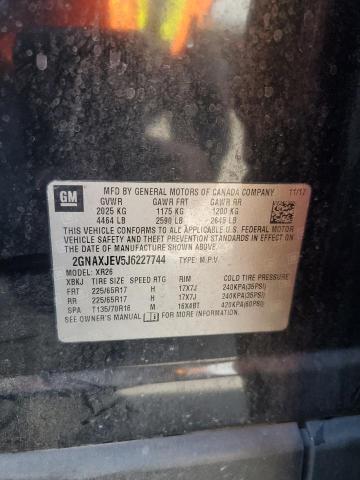 GM
MFD BY GENERAL MOTORS OF CANADA COMPANY 11/17
GVWR GAWR FRT GAWR RR
2025 KG 1175 KG 1200 KG
4464 LB 2590 LB 2645 LB
THIS VEHICLE CONFORMS TO ALL APPLICABLE U.S. FEDERAL MOTOR
VEHICLE SAFETY AND THEFT PREVENTION STANDARDS IN EFFECT ON
THE DATE OF MANUFACTURE SHOWN ABOVE.
2GNAXJEV5J6227744 TYPE: M.P.V.
MODEL: XR26
XBKJ TIRE SIZE SPEED RTG RIM COLD TIRE PRESSURE
FRT 225/65R17 H 17X7J 240KPA(35PSI)
RR 225/65R17 H 17X7J 240KPA(35PSI)
SPA T135/70R16 M 16X4BT 420KPA(60PSI)
SEE OWNER'S MANUAL FOR MORE INFORMATION.